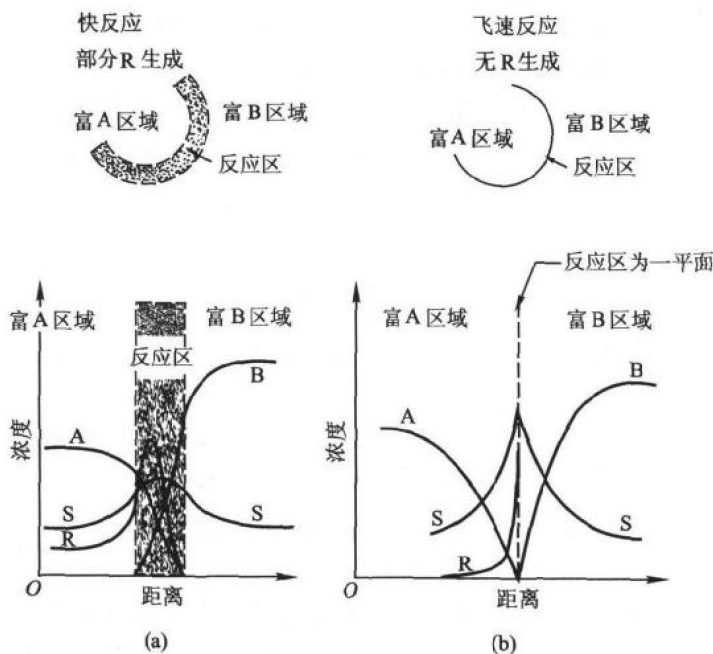 快反应
部分R生成
富A区域
富B区域
反应区
飞速反应
无R生成
富A区域
富B区域
反应区
富A区域
富B区域
反应区
B
A
S
R
S
浓度
O
距离
(a)
反应区为一平面
富A区域
富B区域
B
A
S
S
R
浓度
O
距离
(b)